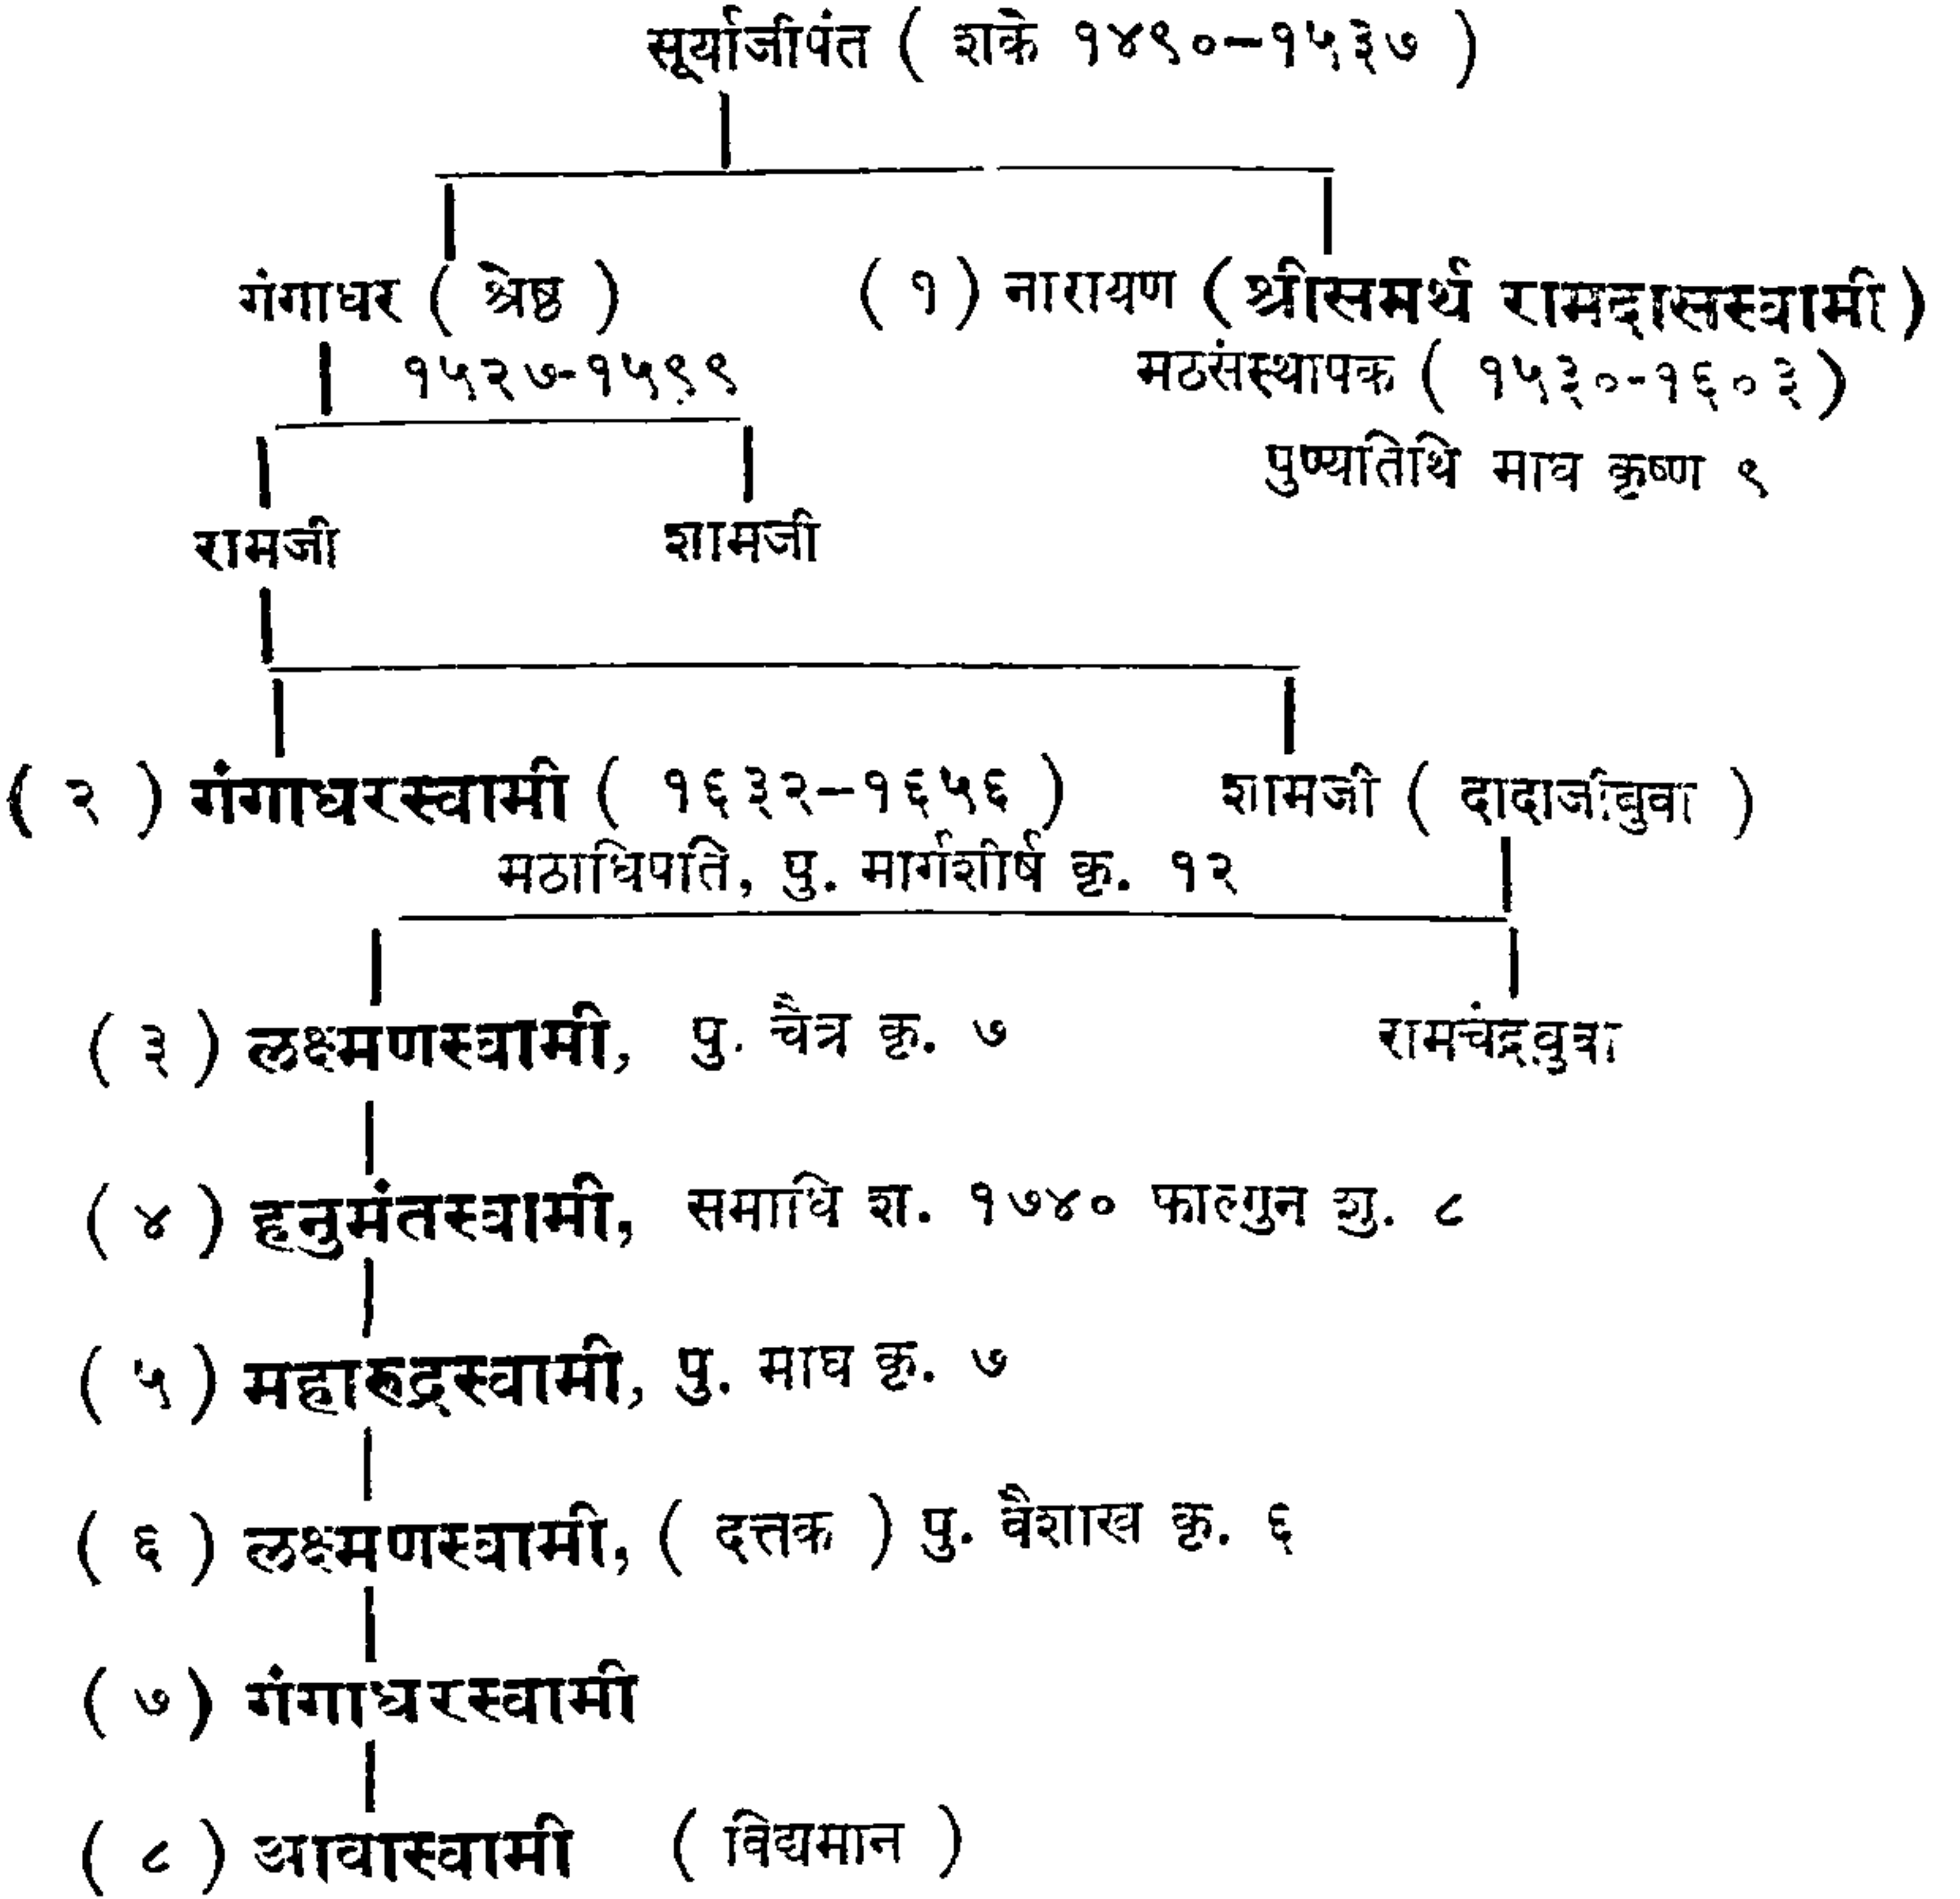 सूर्याजीपंत ( शके १४९०–१५३७ )
गंगाधर ( श्रेष्ठ ) ( १ ) नारायण ( श्रीसमर्थ रामदासस्वामी )
१५२७-१५९९ मठसंस्थापक ( १५३०-१६०३ )
पुण्यतिथि माघ कृष्ण ९
रामजी शामजी
( २ ) गंगाधरस्वामी ( १६३२–१६५६ ) शामजी ( दादाजीबुवा )
मठाधिपति, पु. मार्गशीर्ष कृ. १२
( ३ ) लक्ष्मणस्वामी, पु. चैत्र कृ. ७ रामचंद्रबुवा
( ४ ) हनुमंतस्वामी, समाधि श. १७४० फाल्गुन शु. ८
( ५ ) महारुद्रस्वामी, पु. माघ कृ. ७
( ६ ) लक्ष्मणस्वामी, ( दत्तक ) पु. वैशाख कृ. ६
( ७ ) गंगाधरस्वामी
( ८ ) आबास्वामी ( विद्यमान )